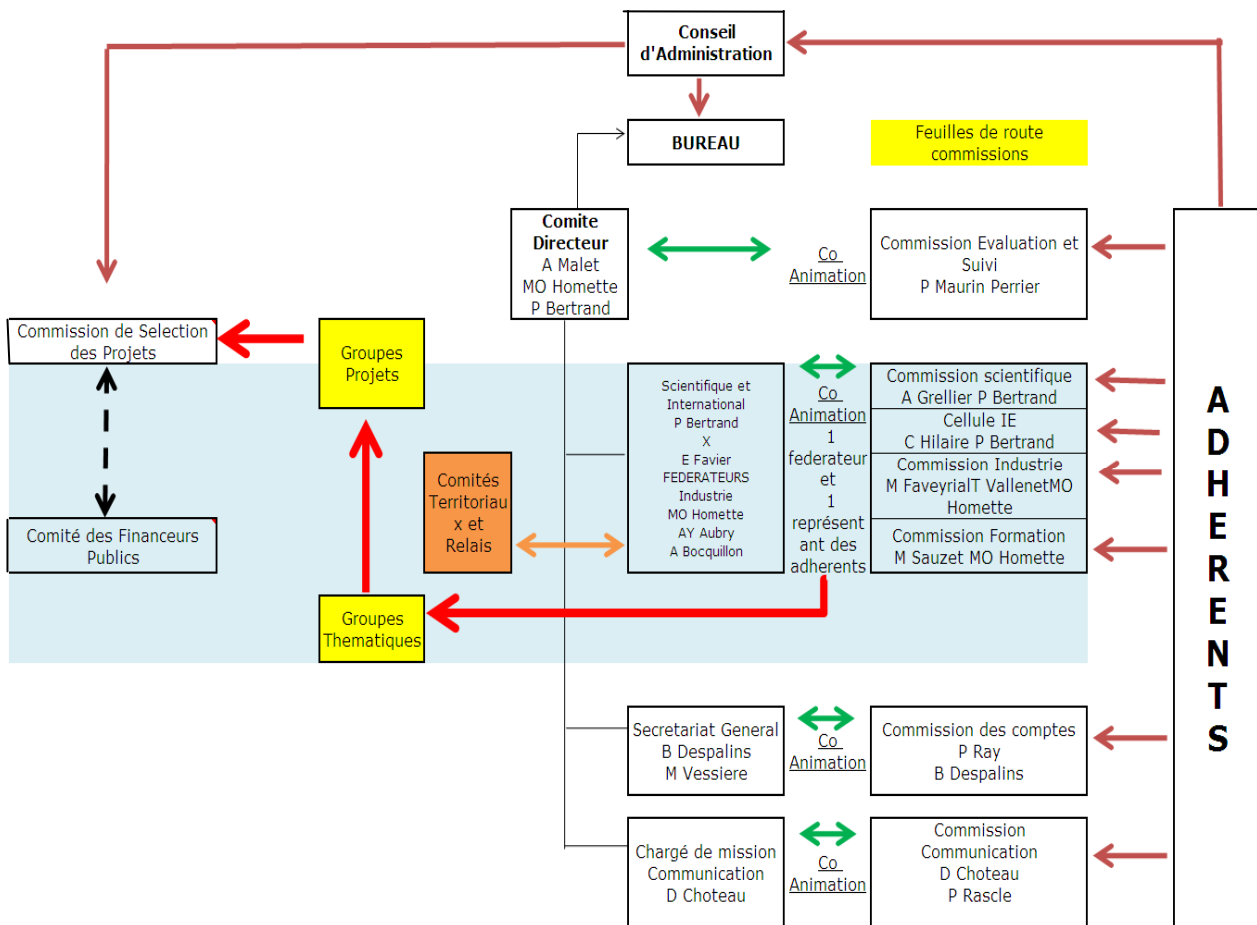 Conseil
d'Administration
BUREAU
Feuilles de route
commissions
Comite
Directeur
A Malet
MO Homette
P Bertrand
Co
Animation
Commission Evaluation et
Suivi
P Maurin Perrier
Commission de Selection
des Projets
Groupes
Projets
Scientifique et
International
P Bertrand
X
E Favier
FEDERATEURS
Industrie
MO Homette
AY Aubry
A Bocquillon
Co
Animation
1
federateur
et
1
représent
ant des
adherents
Commission scientifique
A Grellier P Bertrand
Cellule IE
C Hilaire P Bertrand
Commission Industrie
M FaveyrialT VallenetMO
Homette
Commission Formation
M Sauzet MO Homette
Comités
Territoriau
x et
Relais
Comité des Financeurs
Publics
Groupes
Thematiques
Secretariat General
B Despalins
M Vessiere
Co
Animation
Commission des comptes
P Ray
B Despalins
Chargé de mission
Communication
D Choteau
Co
Animation
Commission
Communication
D Choteau
P Rascle
A
D
H
E
R
E
N
T
S